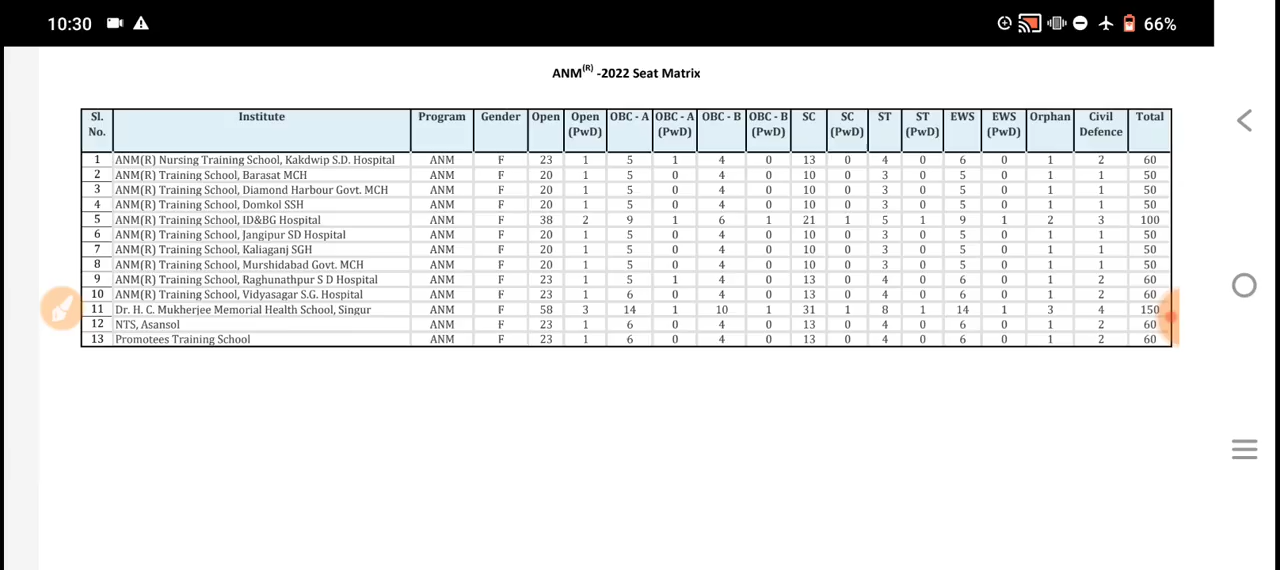 10:30 66%
ANM(R) -2022 Seat Matrix
Sl. No. Institute Program Gender Open Open (PwD) OBC - A OBC - A (PwD) OBC - B OBC - B (PwD) SC SC (PwD) ST ST (PwD) EWS EWS (PwD) Orphan Civil Defence Total
1 ANM(R) Nursing Training School, Kakdwip S.D. Hospital ANM F 23 1 5 1 4 0 13 0 4 0 6 0 1 2 60
2 ANM(R) Training School, Barasat MCH ANM F 20 1 5 0 4 0 10 0 3 0 5 0 1 1 50
3 ANM(R) Training School, Diamond Harbour Govt. MCH ANM F 20 1 5 0 4 0 10 0 3 0 5 0 1 1 50
4 ANM(R) Training School, Domkol SSH ANM F 20 1 5 0 4 0 10 0 3 0 5 0 1 1 50
5 ANM(R) Training School, ID&BG Hospital ANM F 38 2 9 1 6 1 21 1 5 1 9 1 2 3 100
6 ANM(R) Training School, Jangipur SD Hospital ANM F 20 1 5 0 4 0 10 0 3 0 5 0 1 1 50
7 ANM(R) Training School, Kaliaganj SGH ANM F 20 1 5 0 4 0 10 0 3 0 5 0 1 1 50
8 ANM(R) Training School, Murshidabad Govt. MCH ANM F 20 1 5 0 4 0 10 0 3 0 5 0 1 1 50
9 ANM(R) Training School, Raghunathpur S D Hospital ANM F 23 1 5 1 4 0 13 0 4 0 6 0 1 2 60
10 ANM(R) Training School, Vidyasagar S.G. Hospital ANM F 23 1 6 0 4 0 13 0 4 0 6 0 1 2 60
11 Dr. H. C. Mukherjee Memorial Health School, Singur ANM F 58 3 14 1 10 1 31 1 8 1 14 1 3 4 150
12 NTS, Asansol ANM F 23 1 6 0 4 0 13 0 4 0 6 0 1 2 60
13 Promotees Training School ANM F 23 1 6 0 4 0 13 0 4 0 6 0 1 2 60